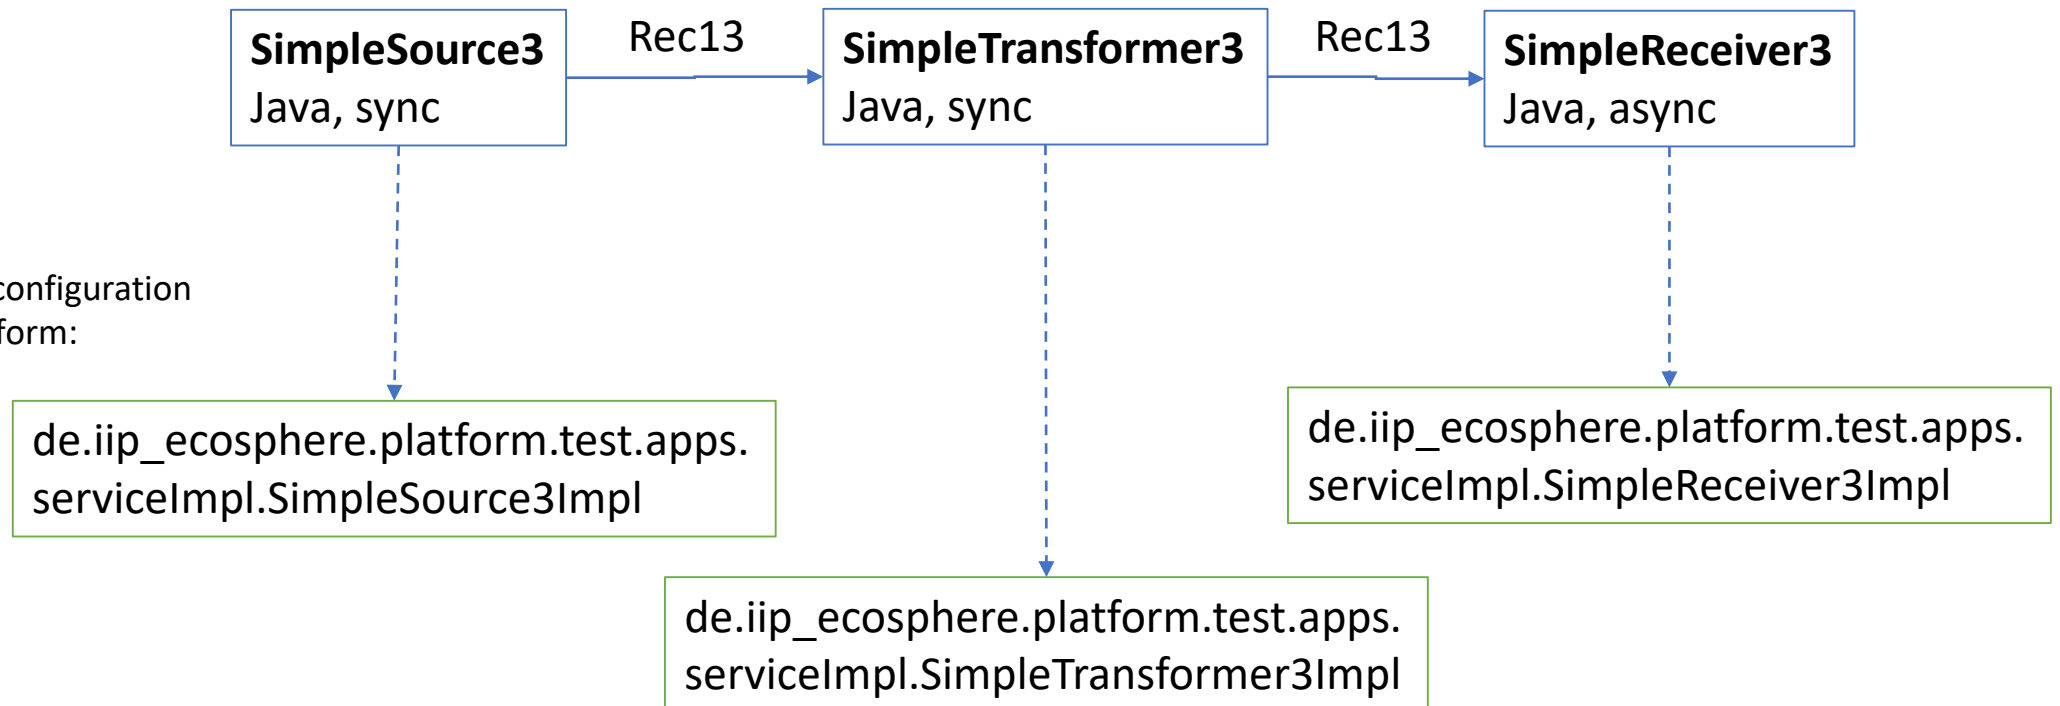 SimpleSource3
Java, sync
Rec13
SimpleTransformer3
Java, sync
Rec13
SimpleReceiver3
Java, async
configuration
form:
de.iip_ecosphere.platform.test.apps.
serviceImpl.SimpleSource3Impl
de.iip_ecosphere.platform.test.apps.
serviceImpl.SimpleReceiver3Impl
de.iip_ecosphere.platform.test.apps.
serviceImpl.SimpleTransformer3Impl